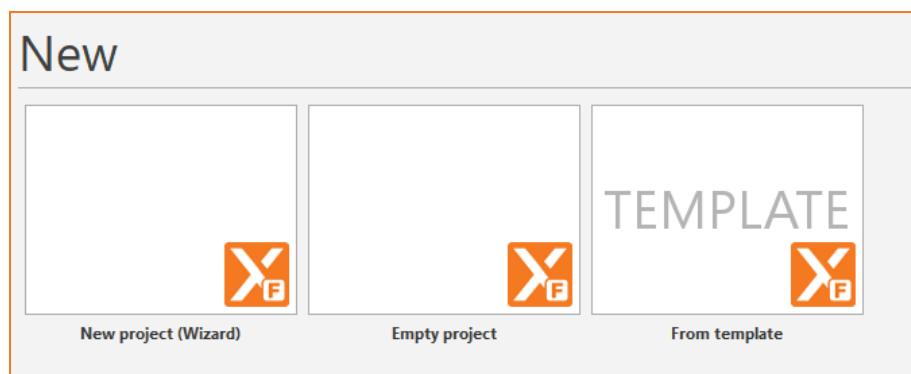 New
TEMPLATE
F
F
F
New project (Wizard)
Empty project
From template